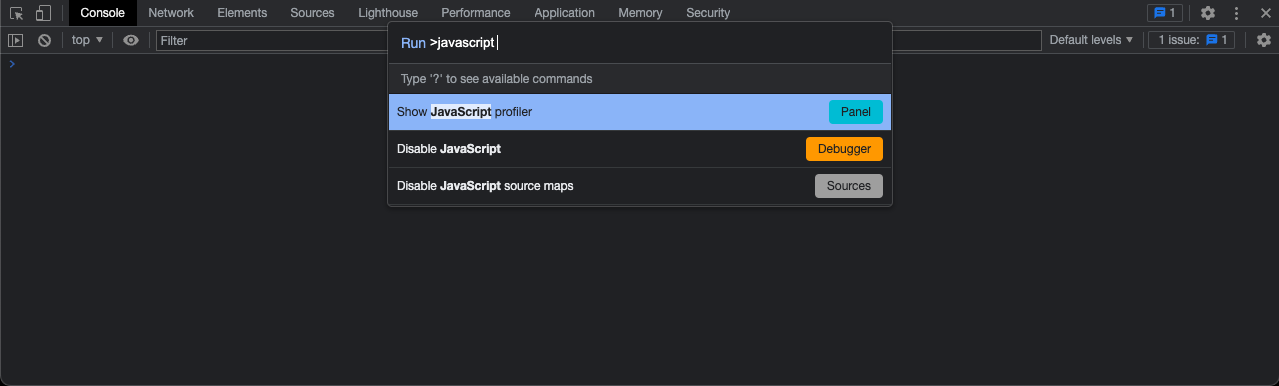 Console Network Elements Sources Lighthouse Performance Application Memory Security 1
top Filter Default levels 1 issue: 1
Run >javascript
Type '?' to see available commands
Show JavaScript profiler Panel
Disable JavaScript Debugger
Disable JavaScript source maps Sources